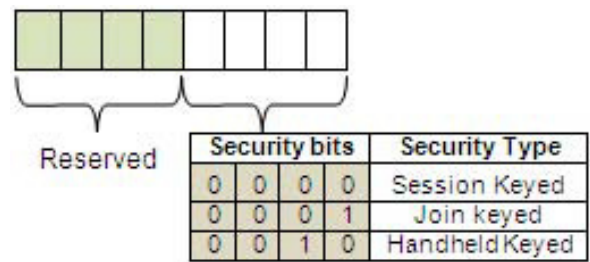 Reserved
Security bits Security Type
0 0 0 0 Session Keyed
0 0 0 1 Join keyed
0 0 1 0 Handheld Keyed